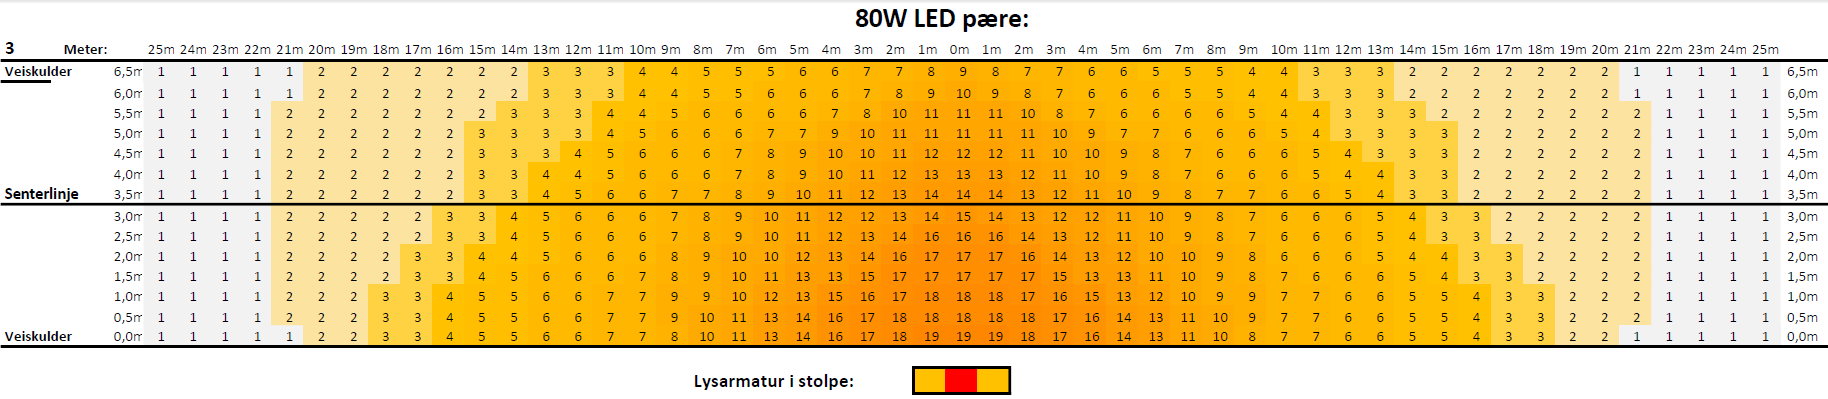 80W LED pære:
3 Meter: 25m 24m 23m 22m 21m 20m 19m 18m 17m 16m 15m 14m 13m 12m 11m 10m 9m 8m 7m 6m 5m 4m 3m 2m 1m 0m 1m 2m 3m 4m 5m 6m 7m 8m 9m 10m 11m 12m 13m 14m 15m 16m 17m 18m 19m 20m 21m 22m 23m 24m 25m
Veiskulder 6,5m 1 1 1 1 1 2 2 2 2 2 2 2 3 3 3 4 4 5 5 5 6 6 7 7 8 9 8 7 7 6 6 5 5 5 4 4 3 3 3 2 2 2 2 2 2 2 1 1 1 1 1 6,5m
6,0m 1 1 1 1 1 2 2 2 2 2 2 2 3 3 3 4 4 5 5 6 6 6 7 8 9 10 9 8 7 6 6 6 5 5 4 4 3 3 3 2 2 2 2 2 2 2 1 1 1 1 1 6,0m
5,5m 1 1 1 1 2 2 2 2 2 2 2 3 3 3 4 4 5 6 6 6 6 7 8 10 11 11 11 10 8 7 6 6 6 6 5 4 4 3 3 3 2 2 2 2 2 2 2 1 1 1 1 5,5m
5,0m 1 1 1 1 2 2 2 2 2 2 3 3 3 3 4 5 6 6 6 7 7 9 10 11 11 11 11 11 10 9 7 7 6 6 6 5 4 3 3 3 3 2 2 2 2 2 2 1 1 1 1 5,0m
4,5m 1 1 1 1 2 2 2 2 2 2 3 3 3 4 5 6 6 6 7 8 9 10 10 11 12 12 12 11 10 10 9 8 7 6 6 6 5 4 3 3 3 2 2 2 2 2 2 1 1 1 1 4,5m
4,0m 1 1 1 1 2 2 2 2 2 2 3 3 4 4 5 6 6 6 7 8 9 10 11 12 13 13 13 12 11 10 9 8 7 6 6 6 5 4 4 3 3 2 2 2 2 2 2 1 1 1 1 4,0m
Senterlinje 3,5m 1 1 1 1 2 2 2 2 2 2 3 3 4 5 6 6 7 7 8 9 10 11 12 13 14 14 14 13 12 11 10 9 8 7 7 6 6 5 4 3 3 2 2 2 2 2 2 1 1 1 1 3,5m
3,0m 1 1 1 1 2 2 2 2 2 3 3 4 5 6 6 6 7 8 9 10 11 12 12 13 14 15 14 13 12 12 11 10 9 8 7 6 6 6 5 4 3 3 2 2 2 2 2 1 1 1 1 3,0m
2,5m 1 1 1 1 2 2 2 2 2 3 3 4 5 6 6 6 7 8 9 10 11 12 13 14 16 16 16 14 13 12 11 10 9 8 7 6 6 6 5 4 3 3 2 2 2 2 2 1 1 1 1 2,5m
2,0m 1 1 1 1 2 2 2 2 3 3 4 4 5 6 6 6 8 9 10 10 12 13 14 16 17 17 17 16 14 13 12 10 10 9 8 6 6 6 5 4 4 3 3 2 2 2 2 1 1 1 1 2,0m
1,5m 1 1 1 1 2 2 2 2 3 3 4 5 6 6 6 7 8 9 10 11 13 13 15 17 17 17 17 17 15 13 13 11 10 9 8 7 6 6 6 5 4 3 3 2 2 2 2 1 1 1 1 1,5m
1,0m 1 1 1 1 2 2 2 3 3 4 5 5 6 6 7 7 9 9 10 12 13 15 16 17 18 18 18 17 16 15 13 12 10 9 9 7 7 6 6 5 5 4 3 3 2 2 2 1 1 1 1 1,0m
0,5m 1 1 1 1 2 2 2 3 3 4 5 5 6 6 7 7 9 10 11 13 14 16 17 18 18 18 18 18 17 16 14 13 11 10 9 7 7 6 6 5 5 4 3 3 2 2 2 1 1 1 1 0,5m
Veiskulder 0,0m 1 1 1 1 1 2 2 3 3 4 5 5 6 6 7 7 8 10 11 13 14 16 17 18 19 19 19 18 17 16 14 13 11 10 8 7 7 6 6 5 5 4 3 3 2 2 1 1 1 1 1 0,0m
Lysarmatur i stolpe: